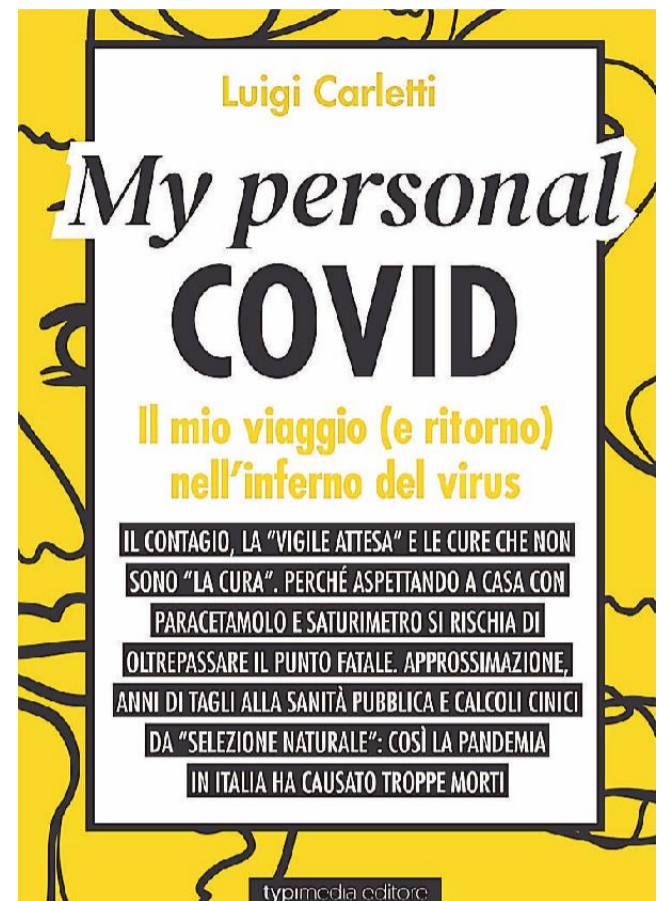 Luigi Carletti
My personal
COVID
Il mio viaggio (e ritorno)
nell'inferno del virus
IL CONTAGIO, LA "VIGILE ATTESA" E LE CURE CHE NON
SONO "LA CURA". PERCHÉ ASPETTANDO A CASA CON
PARACETAMOLO E SATURIMETRO SI RISCHIA DI
OLTREPASSARE IL PUNTO FATALE. APPROSSIMAZIONE,
ANNI DI TAGLI ALLA SANITÀ PUBBLICA E CALCOLI CINICI
DA "SELEZIONE NATURALE": COSÌ LA PANDEMIA
IN ITALIA HA CAUSATO TROPPE MORTI
typimedia editore